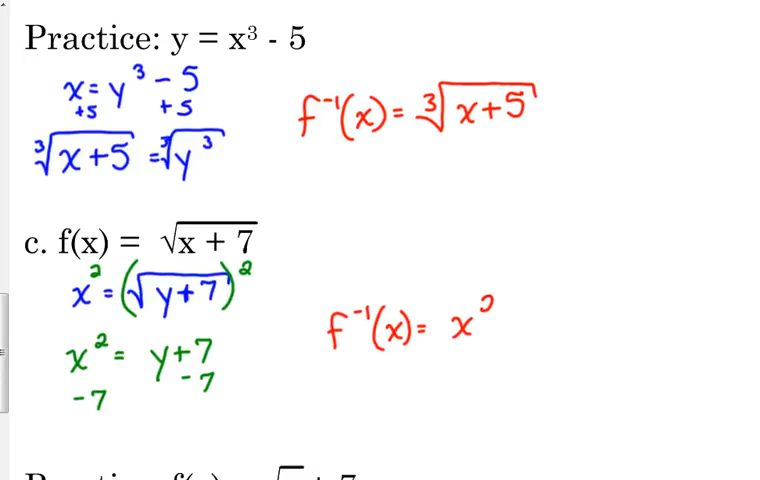 Practice: y = x³ - 5
x = y³ - 5
+5 +5
∛(x+5) = ∛(y³)
f⁻¹(x) = ∛(x+5)
c. f(x) = √(x + 7)
x² = (√(y+7))²
x² = y+7
-7 -7
f⁻¹(x) = x